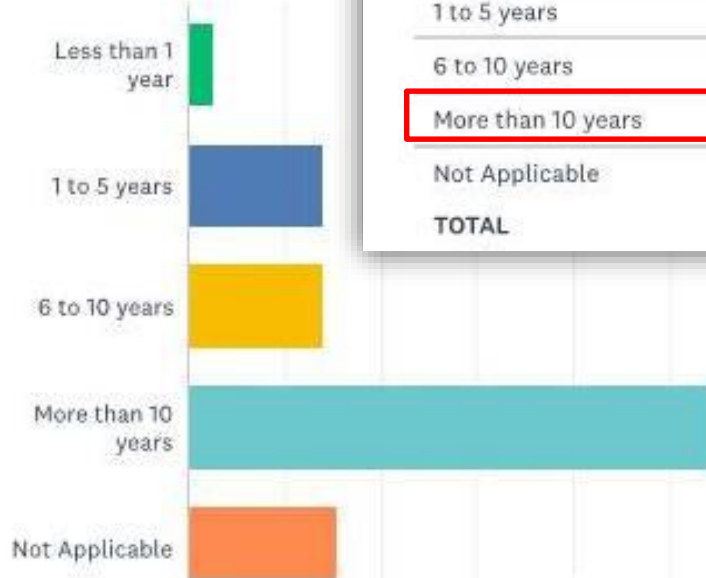 Less than 1
year
1 to 5 years
6 to 10 years
More than 10
years
Not Applicable
1 to 5 years
6 to 10 years
More than 10 years
Not Applicable
TOTAL